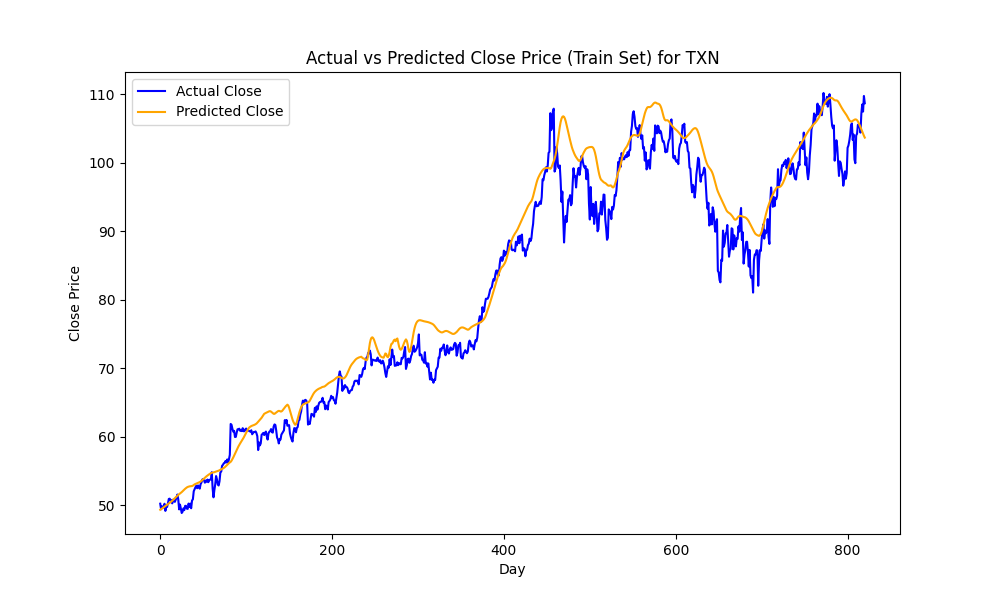 Actual vs Predicted Close Price (Train Set) for TXN
Actual Close
Predicted Close
110
100
90
80
70
60
50
Close Price
0 200 400 600 800
Day